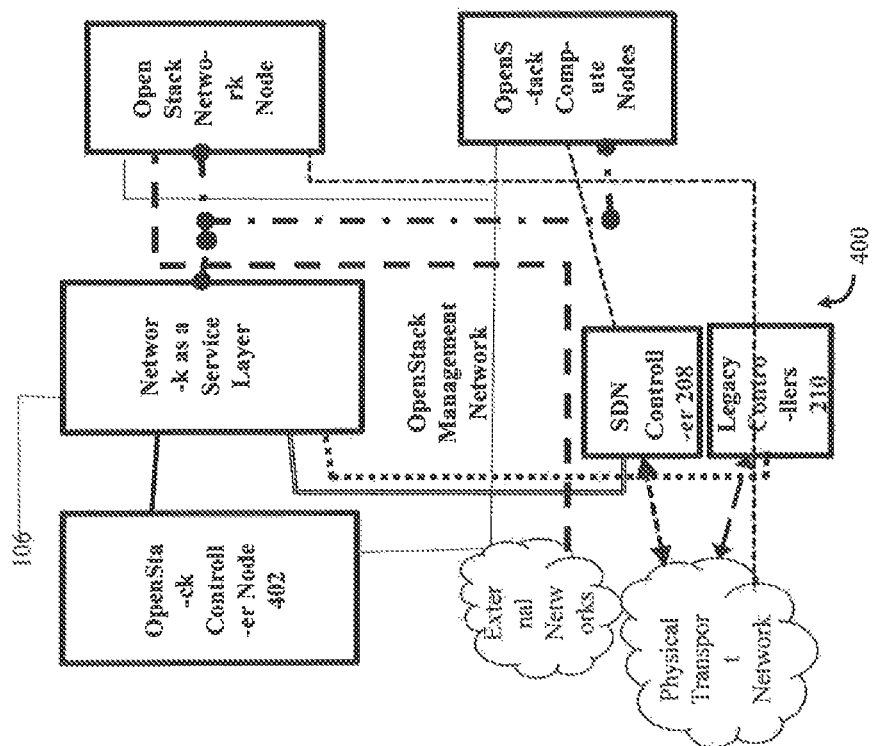 106
OpenSta
-ck
Controll
-er Node
402
Networ
-k as a
Service
Layer
Open
Stack
Netwo-
rk
Node
OpenStack
Management
Network
OpenS
-tack
Comp-
ute
Nodes
Exter
nal
Netw
orks
SDN
Controll
-er 208
Physical
Transpor
t
Network
Legacy
Contro
-llers
210
400